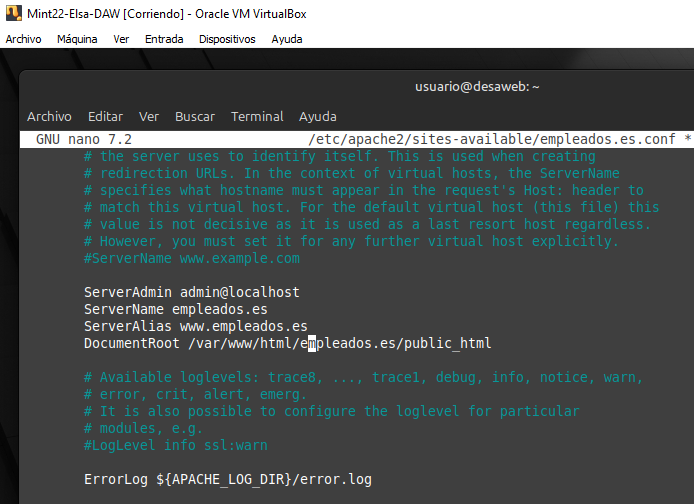 Mint22-Elsa-DAW [Corriendo] - Oracle VM VirtualBox
Archivo Máquina Ver Entrada Dispositivos Ayuda
usuario@desaweb: ~
Archivo Editar Ver Buscar Terminal Ayuda
GNU nano 7.2 /etc/apache2/sites-available/empleados.es.conf *
# the server uses to identify itself. This is used when creating
# redirection URLs. In the context of virtual hosts, the ServerName
# specifies what hostname must appear in the request's Host: header to
# match this virtual host. For the default virtual host (this file) this
# value is not decisive as it is used as a last resort host regardless.
# However, you must set it for any further virtual host explicitly.
#ServerName www.example.com
ServerAdmin admin@localhost
ServerName empleados.es
ServerAlias www.empleados.es
DocumentRoot /var/www/html/empleados.es/public_html
# Available loglevels: trace8, ..., trace1, debug, info, notice, warn,
# error, crit, alert, emerg.
# It is also possible to configure the loglevel for particular
# modules, e.g.
#LogLevel info ssl:warn
ErrorLog ${APACHE_LOG_DIR}/error.log